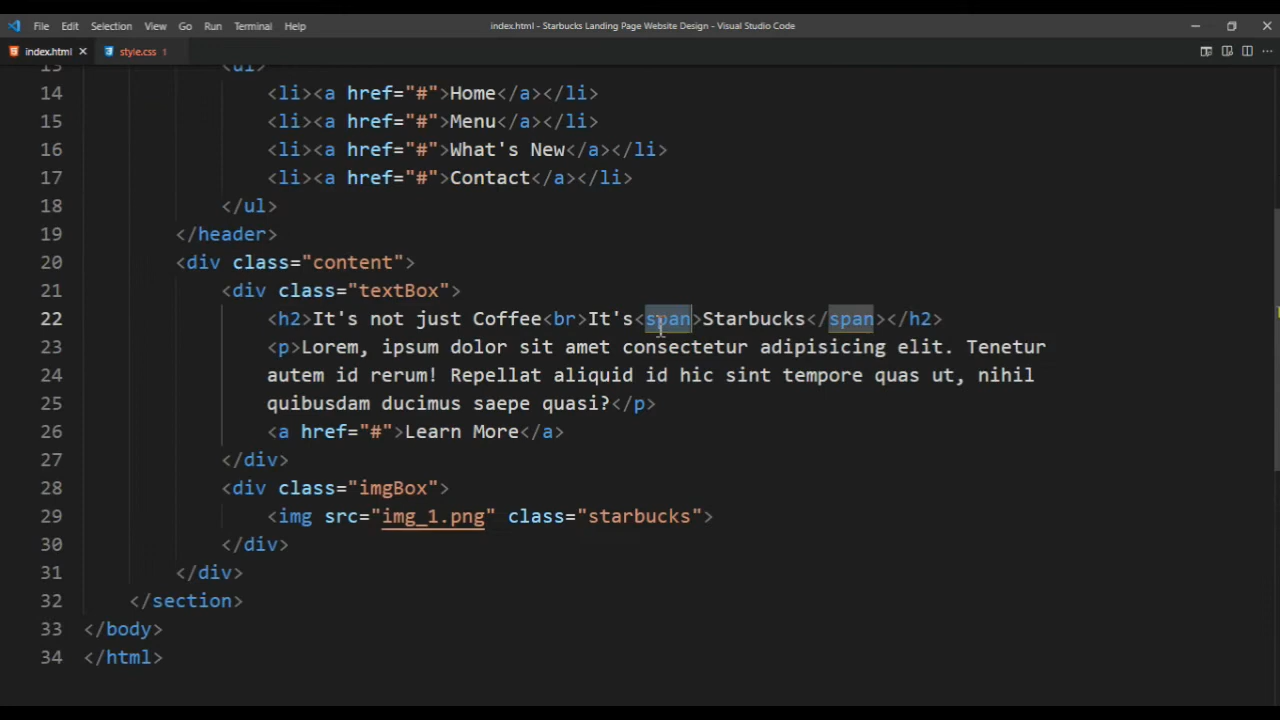 File Edit Selection View Go Run Terminal Help index.html - Starbucks Landing Page Website Design - Visual Studio Code
index.html style.css 1
13 <ul>
14 <li><a href="#">Home</a></li>
15 <li><a href="#">Menu</a></li>
16 <li><a href="#">What's New</a></li>
17 <li><a href="#">Contact</a></li>
18 </ul>
19 </header>
20 <div class="content">
21 <div class="textBox">
22 <h2>It's not just Coffee<br>It's<span>Starbucks</span></h2>
23 <p>Lorem, ipsum dolor sit amet consectetur adipisicing elit. Tenetur
24 autem id rerum! Repellat aliquid id hic sint tempore quas ut, nihil
25 quibusdam ducimus saepe quasi?</p>
26 <a href="#">Learn More</a>
27 </div>
28 <div class="imgBox">
29 <img src="img_1.png" class="starbucks">
30 </div>
31 </div>
32 </section>
33 </body>
34 </html>